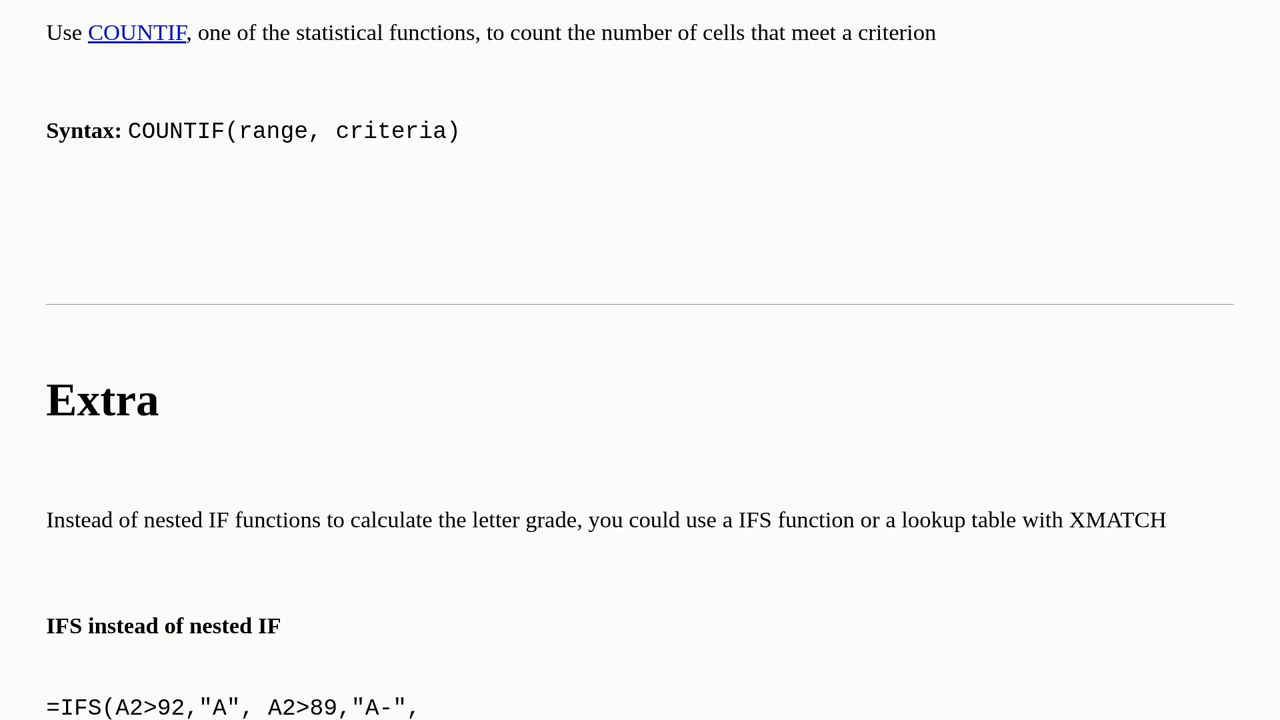 Use COUNTIF, one of the statistical functions, to count the number of cells that meet a criterion
Syntax: COUNTIF(range, criteria)
Extra
Instead of nested IF functions to calculate the letter grade, you could use a IFS function or a lookup table with XMATCH
IFS instead of nested IF
=IFS(A2>92,"A", A2>89,"A-",